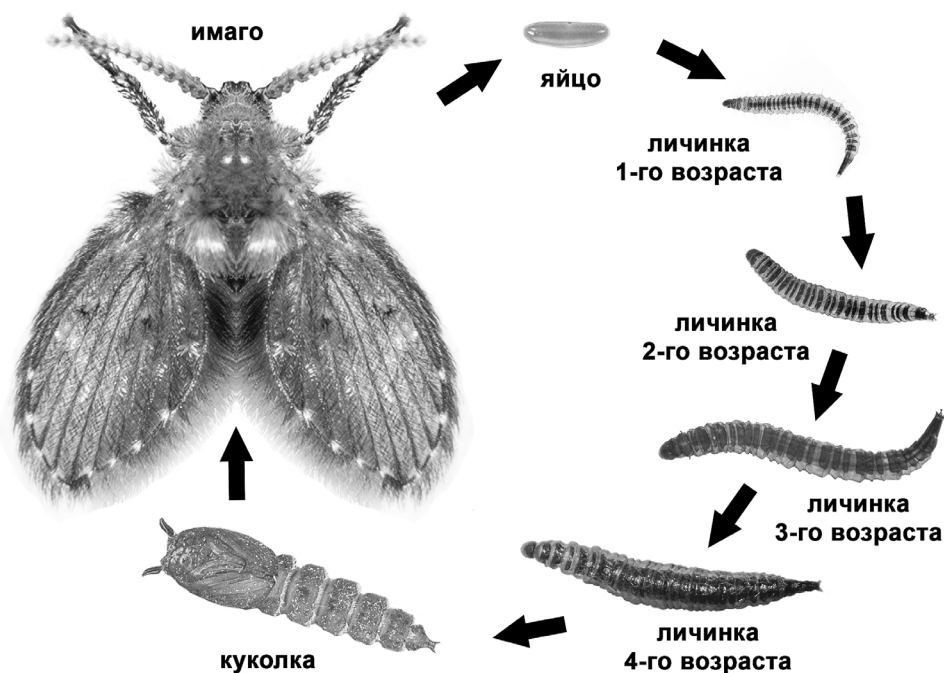 имаго
яйцо
личинка
1-го возраста
личинка
2-го возраста
личинка
3-го возраста
личинка
4-го возраста
куколка